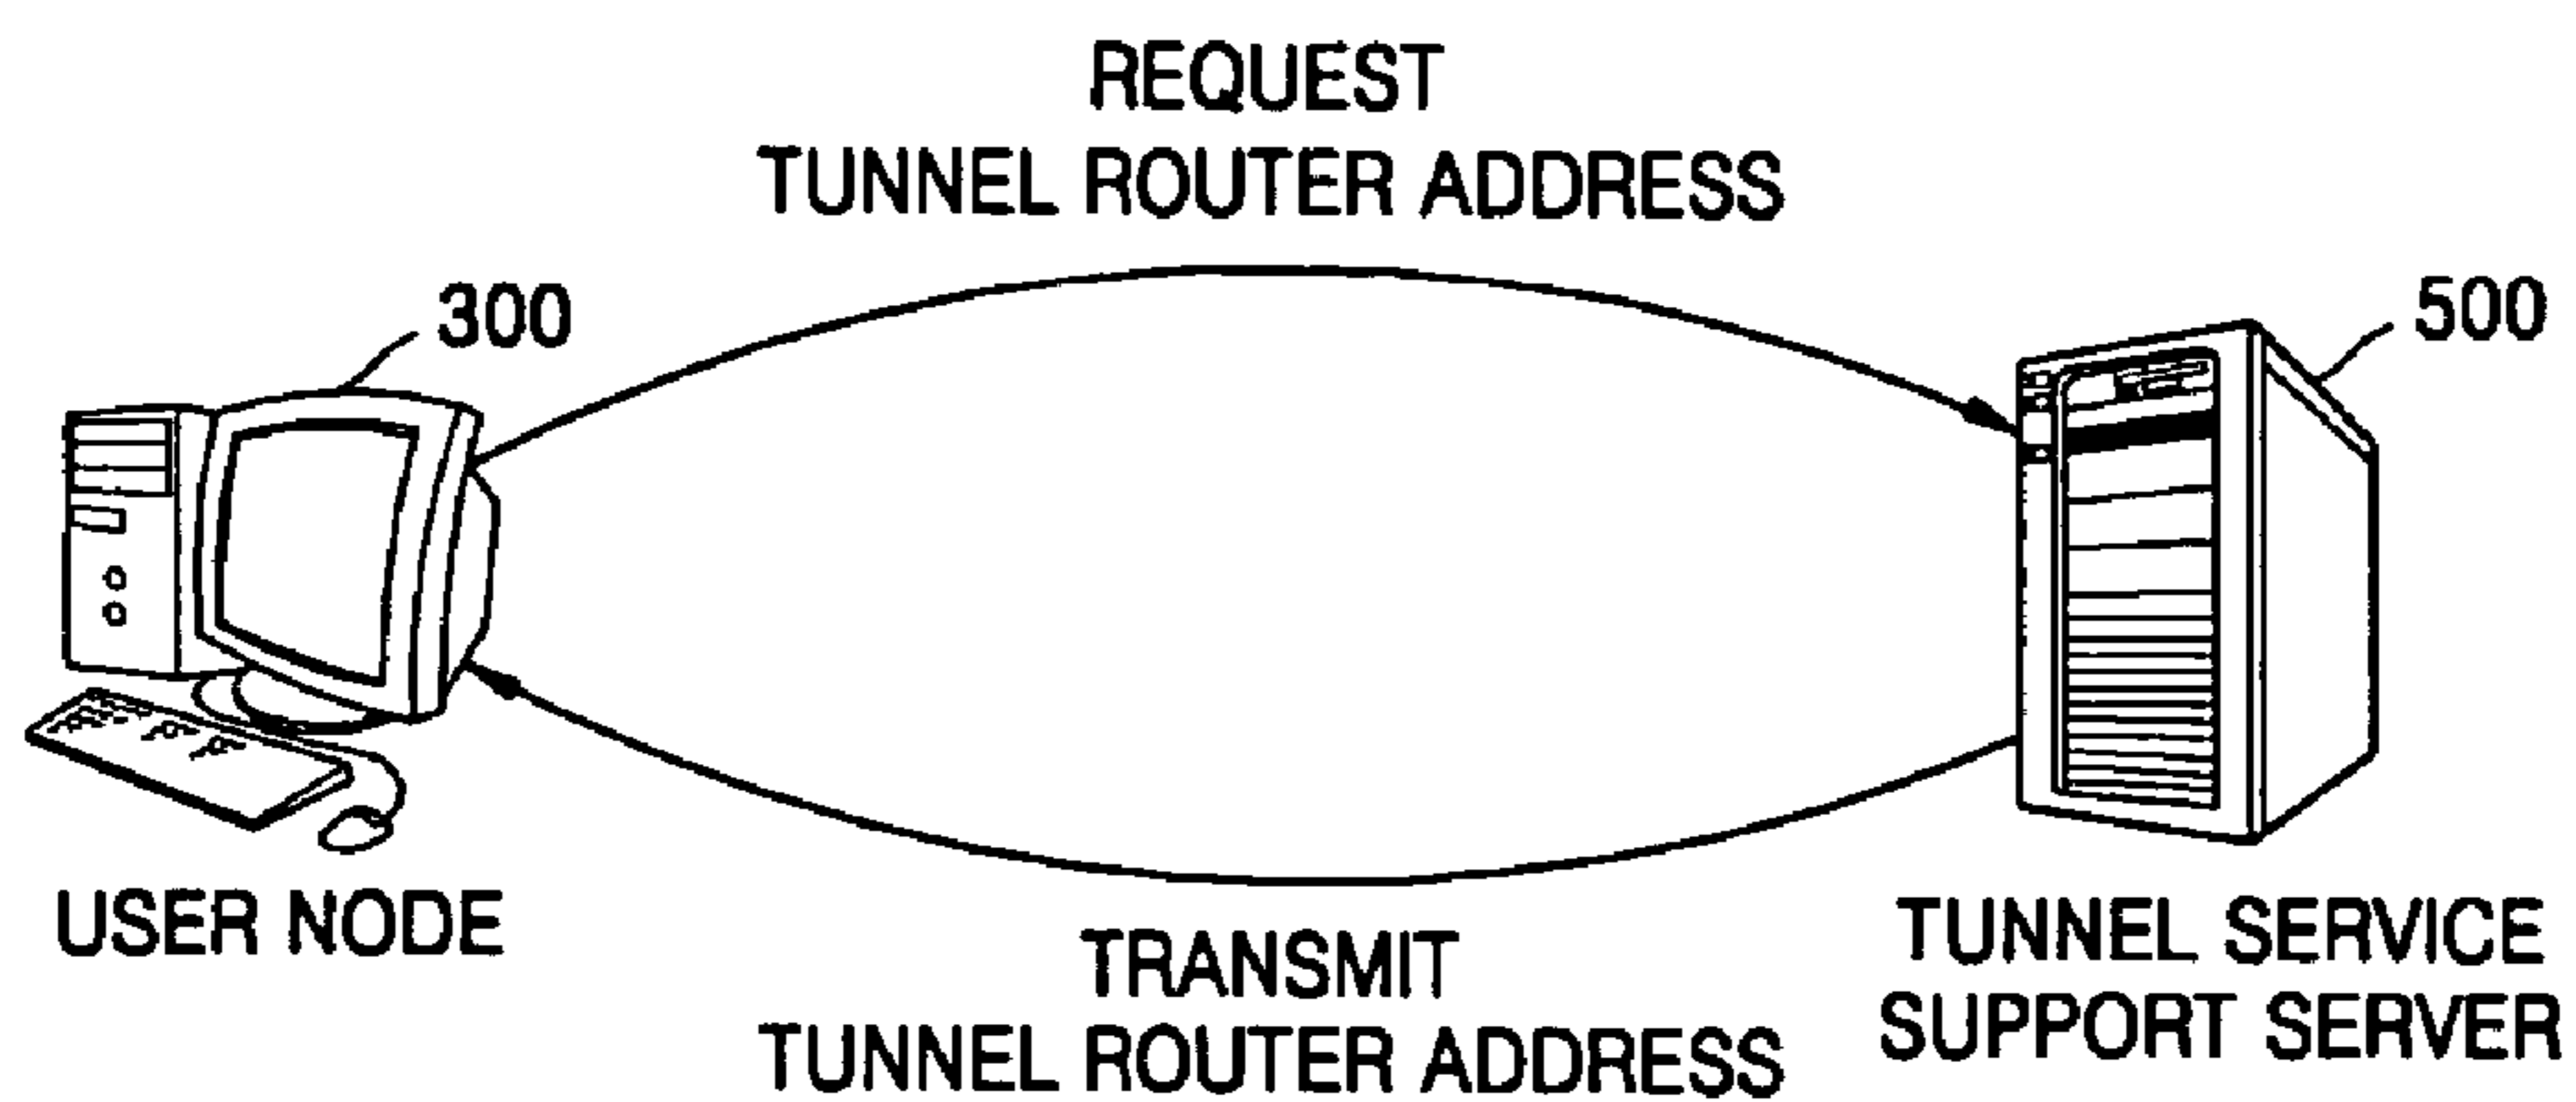 REQUEST
TUNNEL ROUTER ADDRESS
300
500
USER NODE
TRANSMIT
TUNNEL ROUTER ADDRESS
TUNNEL SERVICE
SUPPORT SERVER